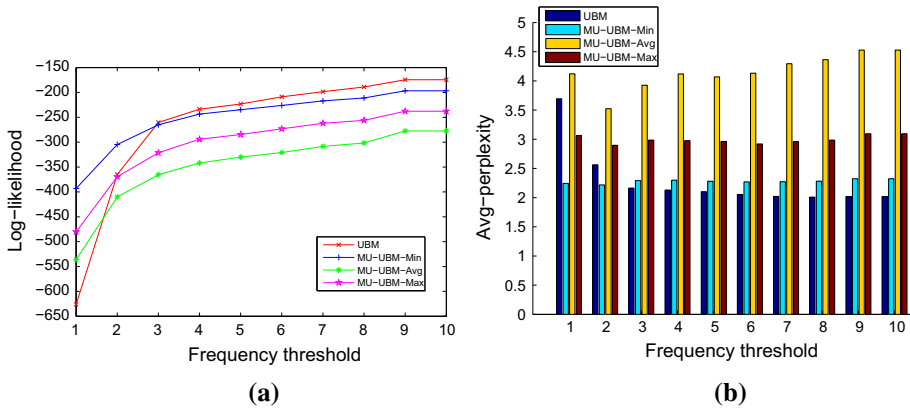 −150
−200
−250
−300
−350
−400
−450
−500
−550
−600
−650
Log−likelihood
1 2 3 4 5 6 7 8 9 10
Frequency threshold
UBM
MU−UBM−Min
MU−UBM−Avg
MU−UBM−Max
(a)
UBM
MU−UBM−Min
MU−UBM−Avg
MU−UBM−Max
5
4.5
4
3.5
3
2.5
2
1.5
1
0.5
0
Avg−perplexity
1 2 3 4 5 6 7 8 9 10
Frequency threshold
(b)